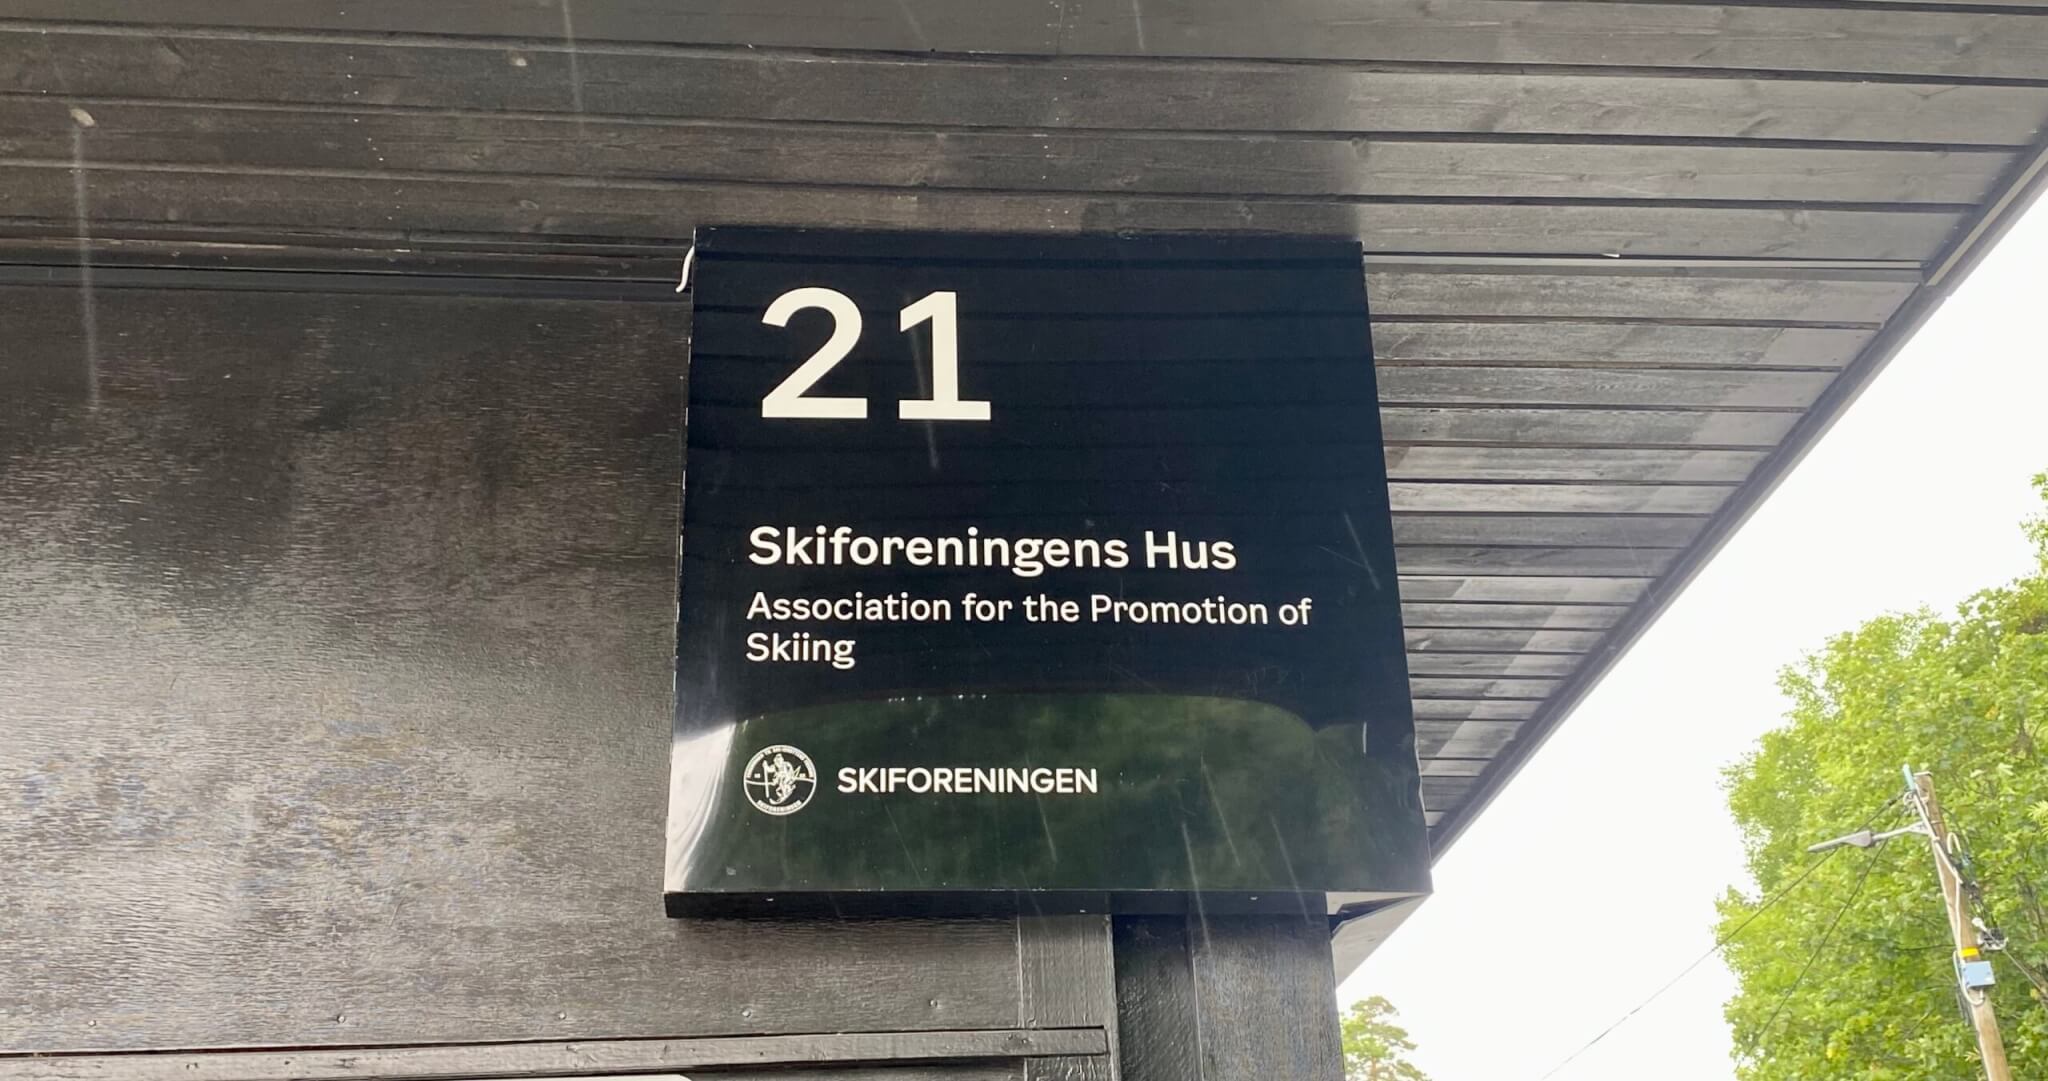 21
Skiforeningens Hus
Association for the Promotion of
Skiing
SKIFORENINGEN